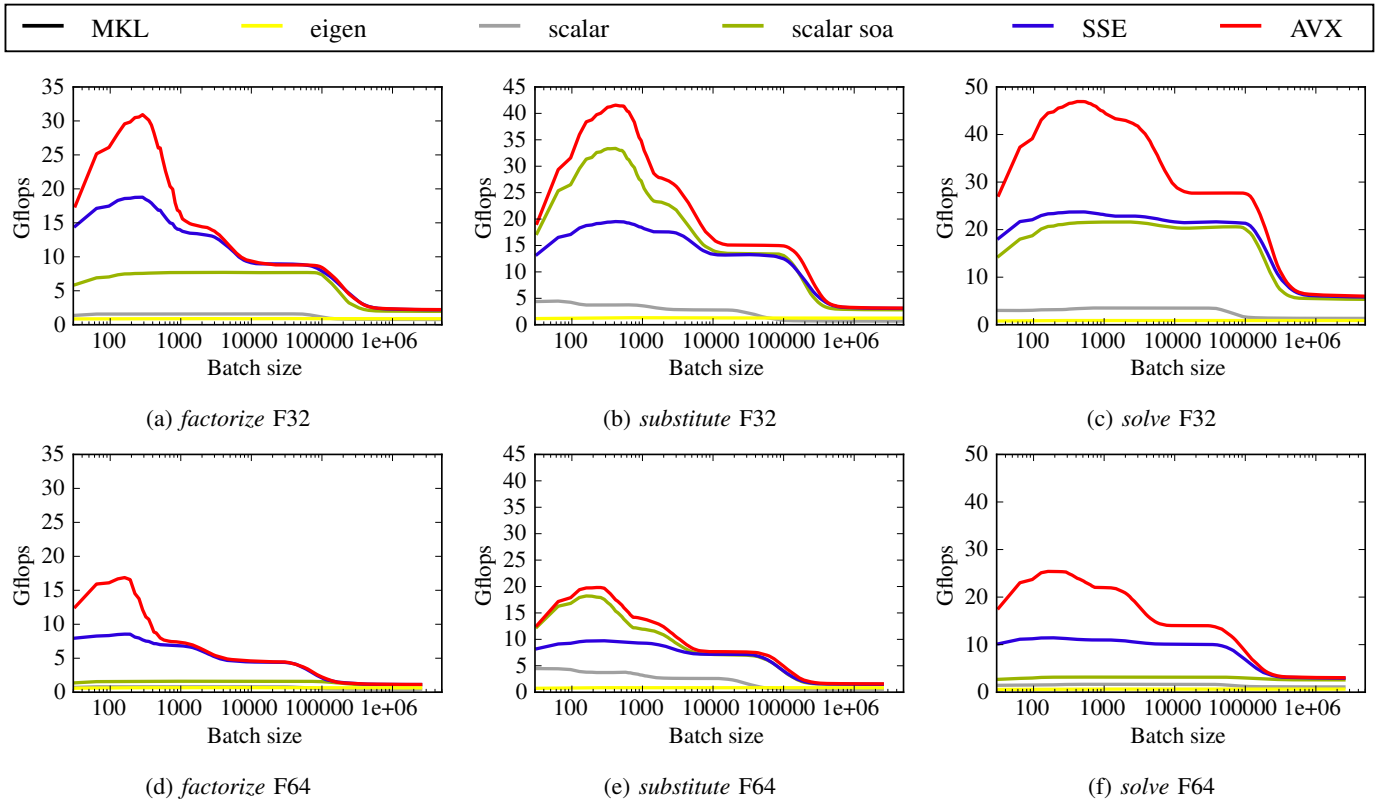 MKL eigen scalar scalar soa SSE AVX
35
30
25
20
15
10
5
0
Gflops
100 1000 10000 100000 1e+06
Batch size
(a) factorize F32
45
40
35
30
25
20
15
10
5
0
Gflops
100 1000 10000 100000 1e+06
Batch size
(b) substitute F32
50
40
30
20
10
0
Gflops
100 1000 10000 100000 1e+06
Batch size
(c) solve F32
35
30
25
20
15
10
5
0
Gflops
100 1000 10000 100000 1e+06
Batch size
(d) factorize F64
45
40
35
30
25
20
15
10
5
0
Gflops
100 1000 10000 100000 1e+06
Batch size
(e) substitute F64
50
40
30
20
10
0
Gflops
100 1000 10000 100000 1e+06
Batch size
(f) solve F64